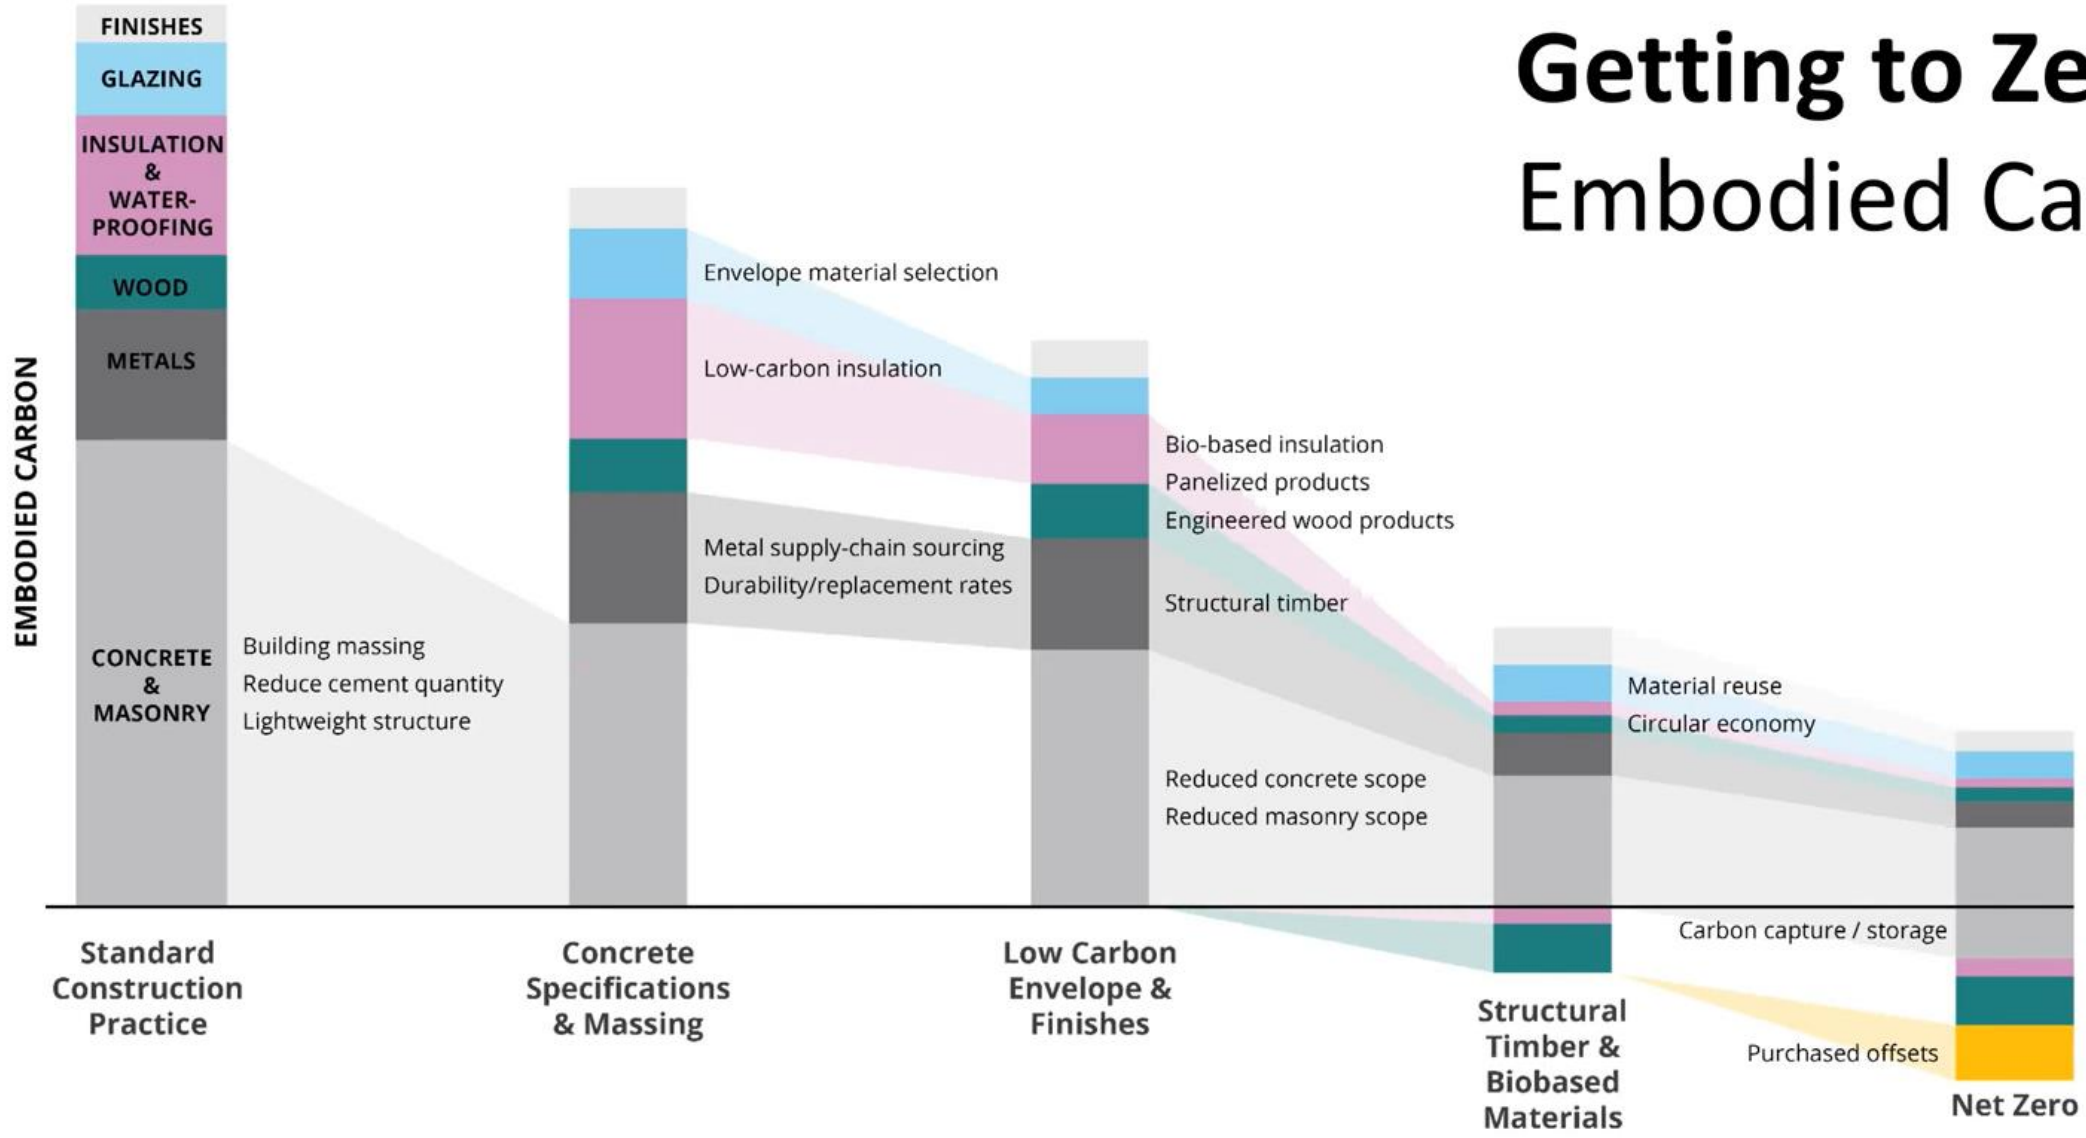 Getting to Ze
Embodied Ca
EMBODIED CARBON
FINISHES
GLAZING
INSULATION
&
WATER-
PROOFING
WOOD
METALS
CONCRETE
&
MASONRY
Building massing
Reduce cement quantity
Lightweight structure
Envelope material selection
Low-carbon insulation
Metal supply-chain sourcing
Durability/replacement rates
Bio-based insulation
Panelized products
Engineered wood products
Structural timber
Reduced concrete scope
Reduced masonry scope
Material reuse
Circular economy
Carbon capture / storage
Purchased offsets
Standard
Construction
Practice
Concrete
Specifications
& Massing
Low Carbon
Envelope &
Finishes
Structural
Timber &
Biobased
Materials
Net Zero